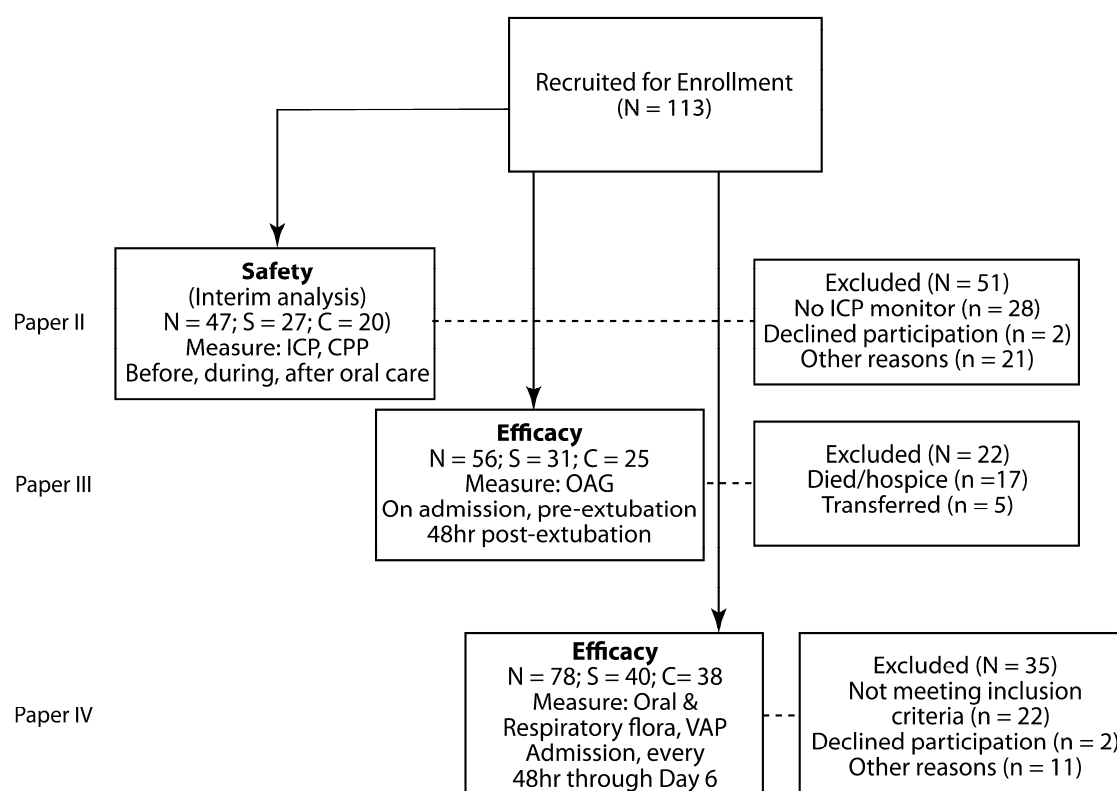 Recruited for Enrollment
(N = 113)
Paper II
Safety
(Interim analysis)
N = 47; S = 27; C = 20)
Measure: ICP, CPP
Before, during, after oral care
Excluded (N = 51)
No ICP monitor (n = 28)
Declined participation (n = 2)
Other reasons (n = 21)
Paper III
Efficacy
N = 56; S = 31; C = 25
Measure: OAG
On admission, pre-extubation
48hr post-extubation
Excluded (N = 22)
Died/hospice (n =17)
Transferred (n = 5)
Paper IV
Efficacy
N = 78; S = 40; C= 38
Measure: Oral &
Respiratory flora, VAP
Admission, every
48hr through Day 6
Excluded (N = 35)
Not meeting inclusion
criteria (n = 22)
Declined participation (n = 2)
Other reasons (n = 11)